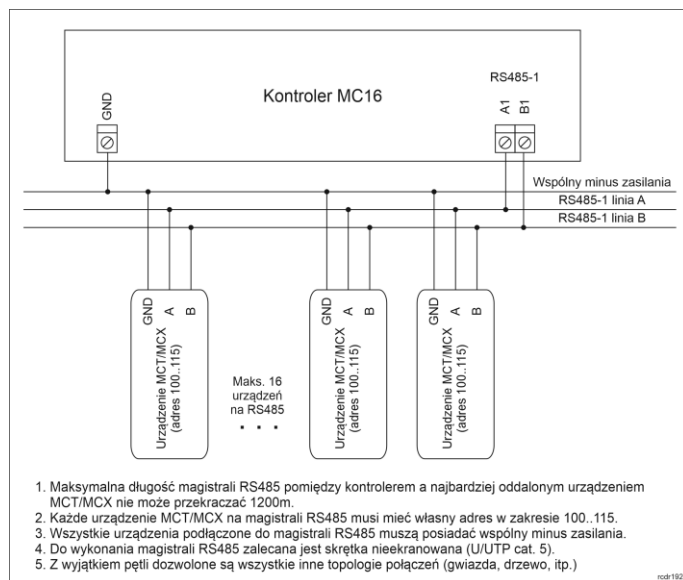 Kontroler MC16
RS485-1
GND
A1
B1
Wspólny minus zasilania
RS485-1 linia A
RS485-1 linia B
GND
A
B
Urządzenie MCT/MCX
(adres 100..115)
Maks. 16
urządzeń
na RS485
GND
A
B
Urządzenie MCT/MCX
(adres 100..115)
GND
A
B
Urządzenie MCT/MCX
(adres 100..115)
1. Maksymalna długość magistrali RS485 pomiędzy kontrolerem a najbardziej oddalonym urządzeniem
MCT/MCX nie może przekraczać 1200m.
2. Każde urządzenie MCT/MCX na magistrali RS485 musi mieć własny adres w zakresie 100..115.
3. Wszystkie urządzenia podłączone do magistrali RS485 muszą posiadać wspólny minus zasilania.
4. Do wykonania magistrali RS485 zalecana jest skrętka nieekranowana (U/UTP cat. 5).
5. Z wyjątkiem pętli dozwolone są wszystkie inne topologie połączeń (gwiazda, drzewo, itp.)
rodr192